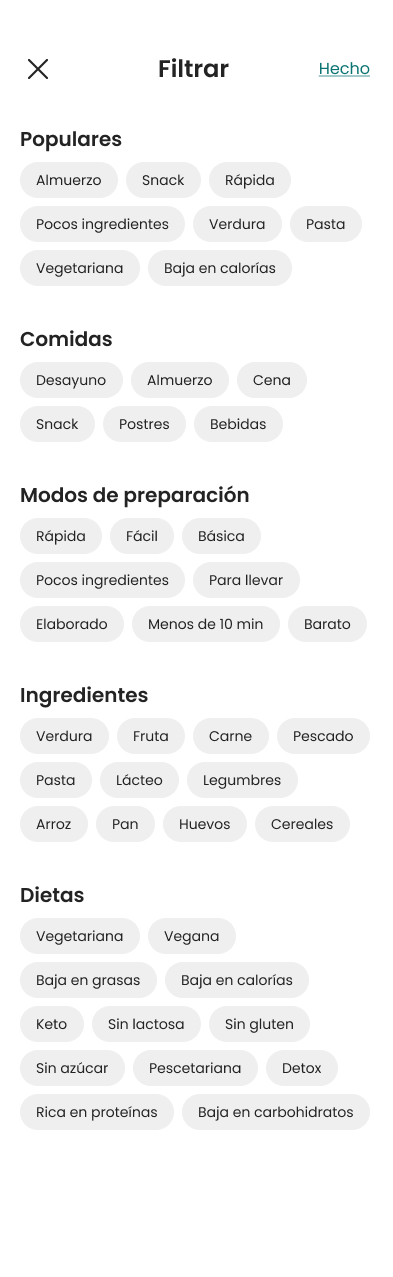 Filtrar Hecho
Populares
Almuerzo Snack Rápida
Pocos ingredientes Verdura Pasta
Vegetariana Baja en calorías
Comidas
Desayuno Almuerzo Cena
Snack Postres Bebidas
Modos de preparación
Rápida Fácil Básica
Pocos ingredientes Para llevar
Elaborado Menos de 10 min Barato
Ingredientes
Verdura Fruta Carne Pescado
Pasta Lácteo Legumbres
Arroz Pan Huevos Cereales
Dietas
Vegetariana Vegana
Baja en grasas Baja en calorías
Keto Sin lactosa Sin gluten
Sin azúcar Pescetariana Detox
Rica en proteínas Baja en carbohidratos